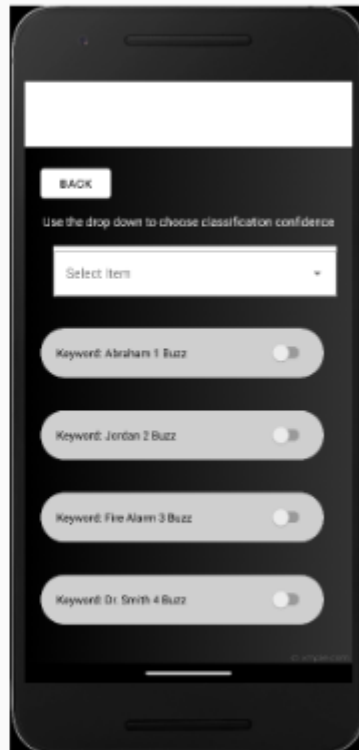 BACK
Use the drop down to choose classification confidence
Select Item
Keyword: Abraham 1 Buzz
Keyword: Jordan 2 Buzz
Keyword: Fire Alarm 3 Buzz
Keyword: Dr. Smith 4 Buzz